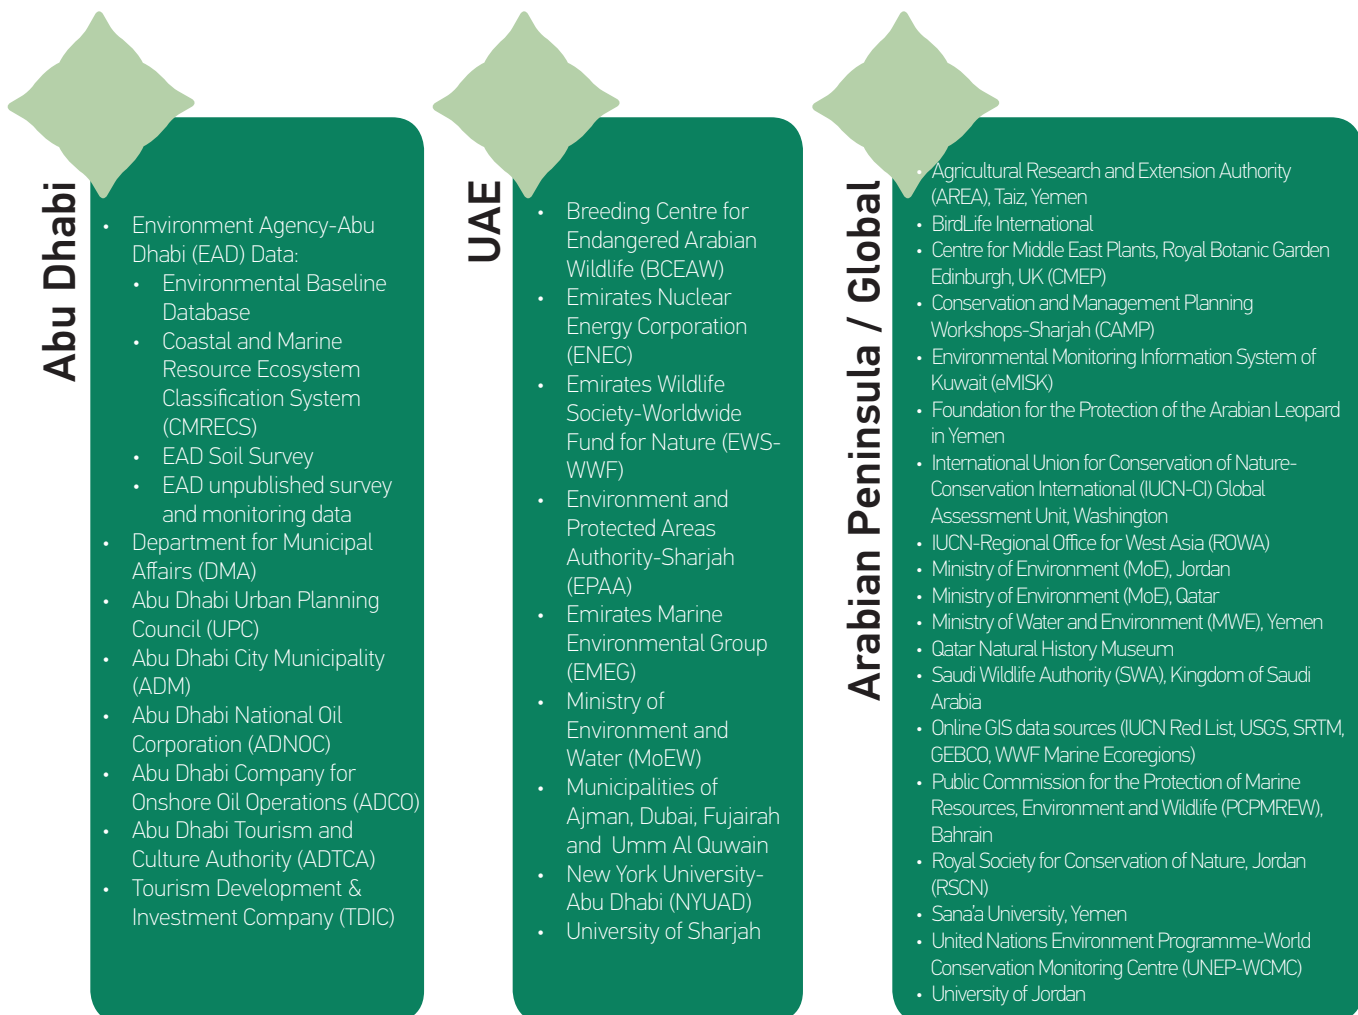 Abu Dhabi
• Environment Agency-Abu
Dhabi (EAD) Data:
• Environmental Baseline
Database
• Coastal and Marine
Resource Ecosystem
Classification System
(CMRECS)
• EAD Soil Survey
• EAD unpublished survey
and monitoring data
• Department for Municipal
Affairs (DMA)
• Abu Dhabi Urban Planning
Council (UPC)
• Abu Dhabi City Municipality
(ADM)
• Abu Dhabi National Oil
Corporation (ADNOC)
• Abu Dhabi Company for
Onshore Oil Operations (ADCO)
• Abu Dhabi Tourism and
Culture Authority (ADTCA)
• Tourism Development &
Investment Company (TDIC)
UAE
• Breeding Centre for
Endangered Arabian
Wildlife (BCEAW)
• Emirates Nuclear
Energy Corporation
(ENEC)
• Emirates Wildlife
Society-Worldwide
Fund for Nature (EWS-
WWF)
• Environment and
Protected Areas
Authority-Sharjah
(EPAA)
• Emirates Marine
Environmental Group
(EMEG)
• Ministry of
Environment and
Water (MoEW)
• Municipalities of
Ajman, Dubai, Fujairah
and Umm Al Quwain
• New York University-
Abu Dhabi (NYUAD)
• University of Sharjah
Arabian Peninsula / Global
• Agricultural Research and Extension Authority
(AREA), Taiz, Yemen
• BirdLife International
• Centre for Middle East Plants, Royal Botanic Garden
Edinburgh, UK (CMEP)
• Conservation and Management Planning
Workshops-Sharjah (CAMP)
• Environmental Monitoring Information System of
Kuwait (eMISK)
• Foundation for the Protection of the Arabian Leopard
in Yemen
• International Union for Conservation of Nature-
Conservation International (IUCN-CI) Global
Assessment Unit, Washington
• IUCN-Regional Office for West Asia (ROWA)
• Ministry of Environment (MoE), Jordan
• Ministry of Environment (MoE), Qatar
• Ministry of Water and Environment (MWE), Yemen
• Qatar Natural History Museum
• Saudi Wildlife Authority (SWA), Kingdom of Saudi
Arabia
• Online GIS data sources (IUCN Red List, USGS, SRTM,
GEBCO, WWF Marine Ecoregions)
• Public Commission for the Protection of Marine
Resources, Environment and Wildlife (PCPMREW),
Bahrain
• Royal Society for Conservation of Nature, Jordan
(RSCN)
• Sana'a University, Yemen
• United Nations Environment Programme-World
Conservation Monitoring Centre (UNEP-WCMC)
• University of Jordan